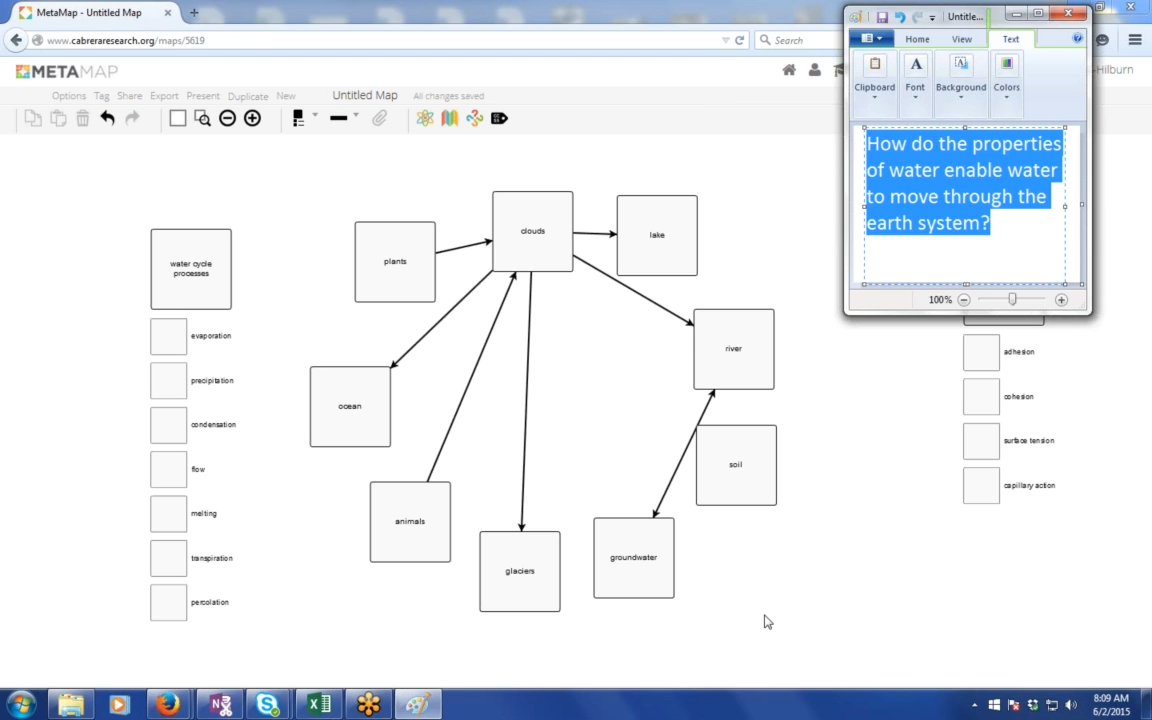 MetaMap - Untitled Map
www.cabreraresearch.org/maps/5619
Search
METAMAP
-Hilburn
Options Tag Share Export Present Duplicate New
Untitled Map
All changes saved
Untitle...
Home View Text
Clipboard Font Background Colors
How do the properties
of water enable water
to move through the
earth system?
100%
water cycle
processes
evaporation
precipitation
condensation
flow
melting
transpiration
percolation
plants
clouds
lake
river
ocean
soil
animals
glaciers
groundwater
adhesion
cohesion
surface tension
capillary action
8:09 AM
6/2/2015